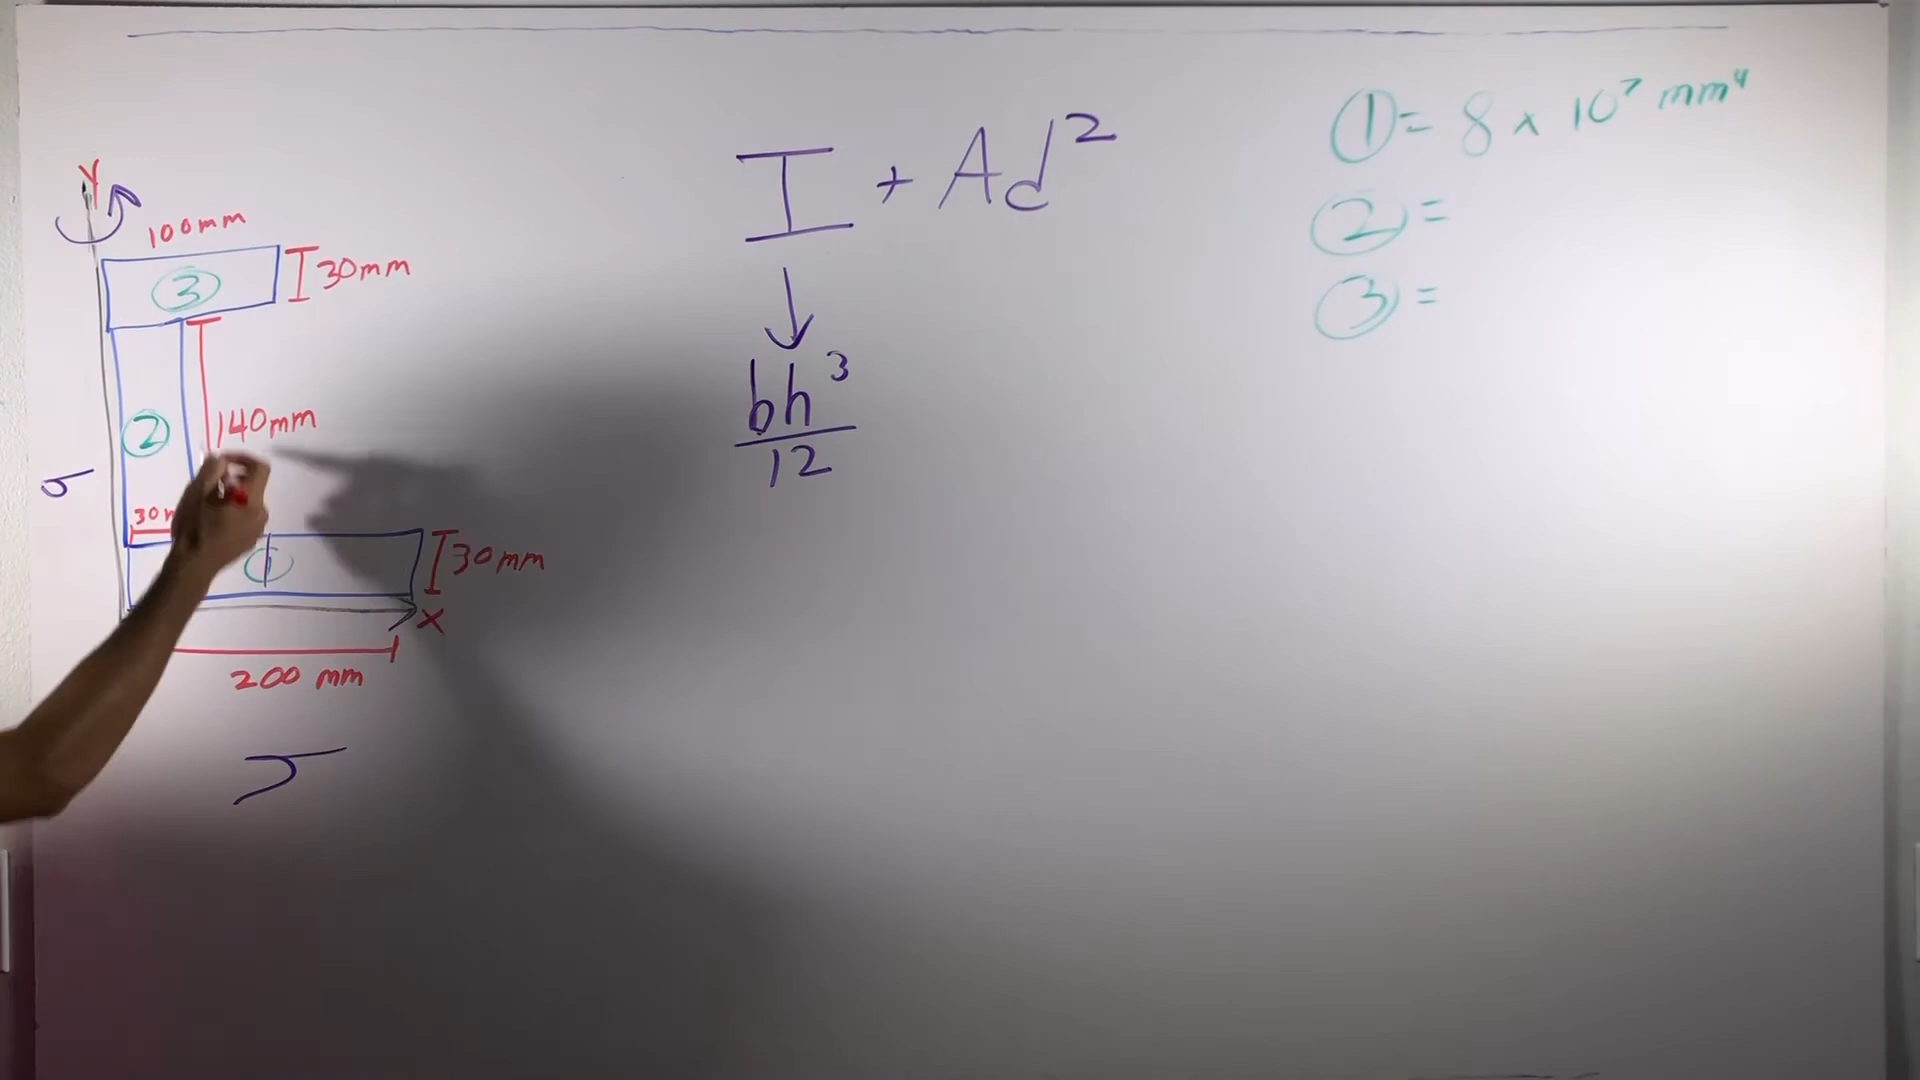 Y
100mm
30mm
3
140mm
2
30
1
30mm
X
200 mm
I + Ad²
↓
bh³
12
① = 8 × 10⁷ mm⁴
② =
③ =